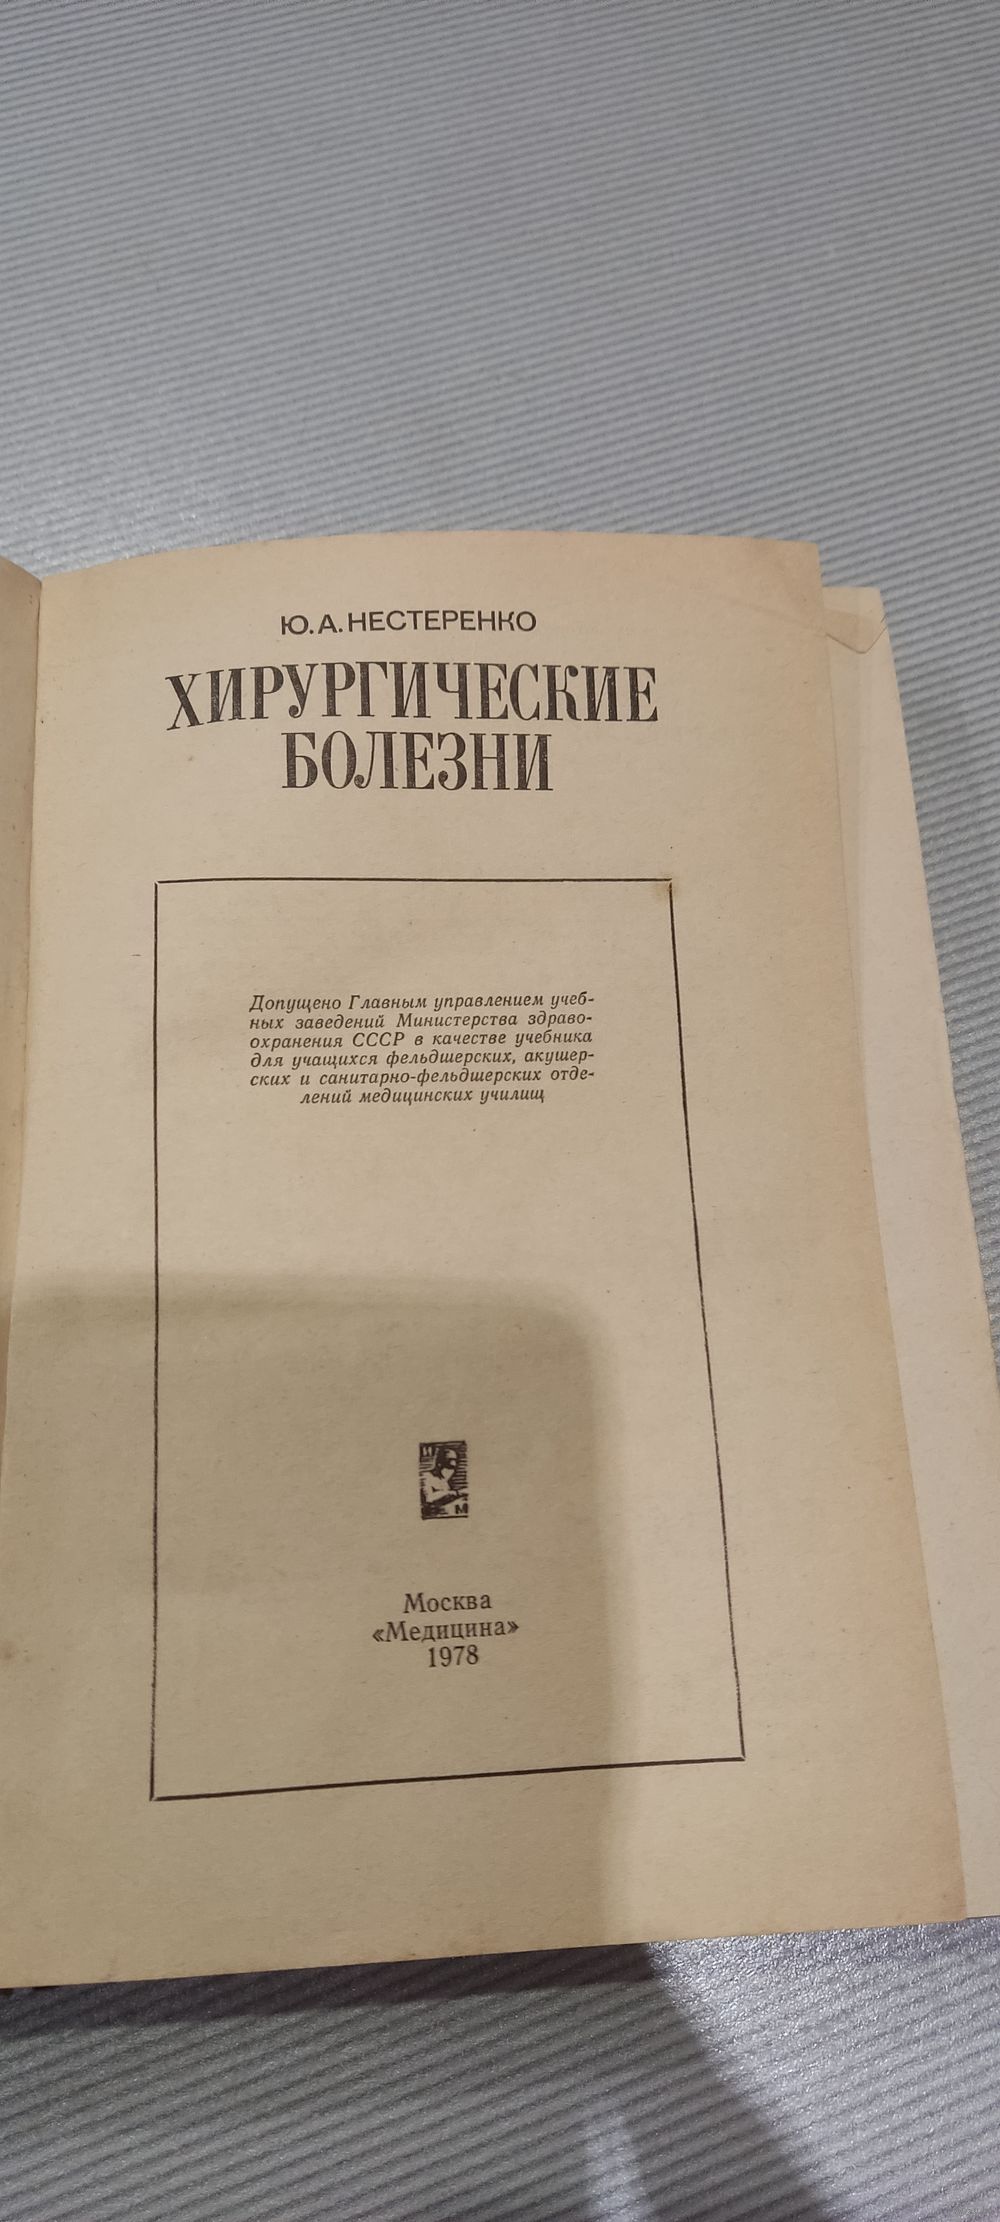 Ю. А. НЕСТЕРЕНКО
ХИРУРГИЧЕСКИЕ
БОЛЕЗНИ
Допущено Главным управлением учеб-
ных заведений Министерства здраво-
охранения СССР в качестве учебника
для учащихся фельдшерских, акушер-
ских и санитарно-фельдшерских отде-
лений медицинских училищ
И
М
Москва
«Медицина»
1978